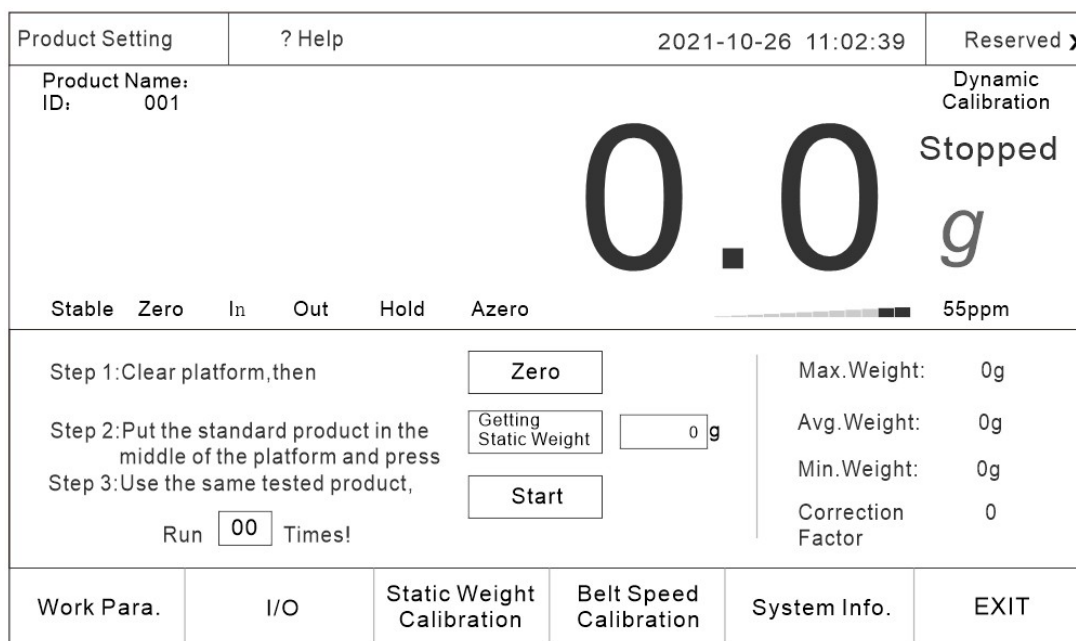 Product Setting
? Help
2021-10-26 11:02:39
Reserved
Product Name：
ID： 001
Dynamic
Calibration
0.0
Stopped
g
Stable Zero In Out Hold Azero
55ppm
Step 1:Clear platform,then
Zero
Step 2:Put the standard product in the
middle of the platform and press
Getting
Static Weight
0 g
Step 3:Use the same tested product,
Start
Run 00 Times!
Max.Weight: 0g
Avg.Weight: 0g
Min.Weight: 0g
Correction
Factor
0
Work Para.
I/O
Static Weight
Calibration
Belt Speed
Calibration
System Info.
EXIT